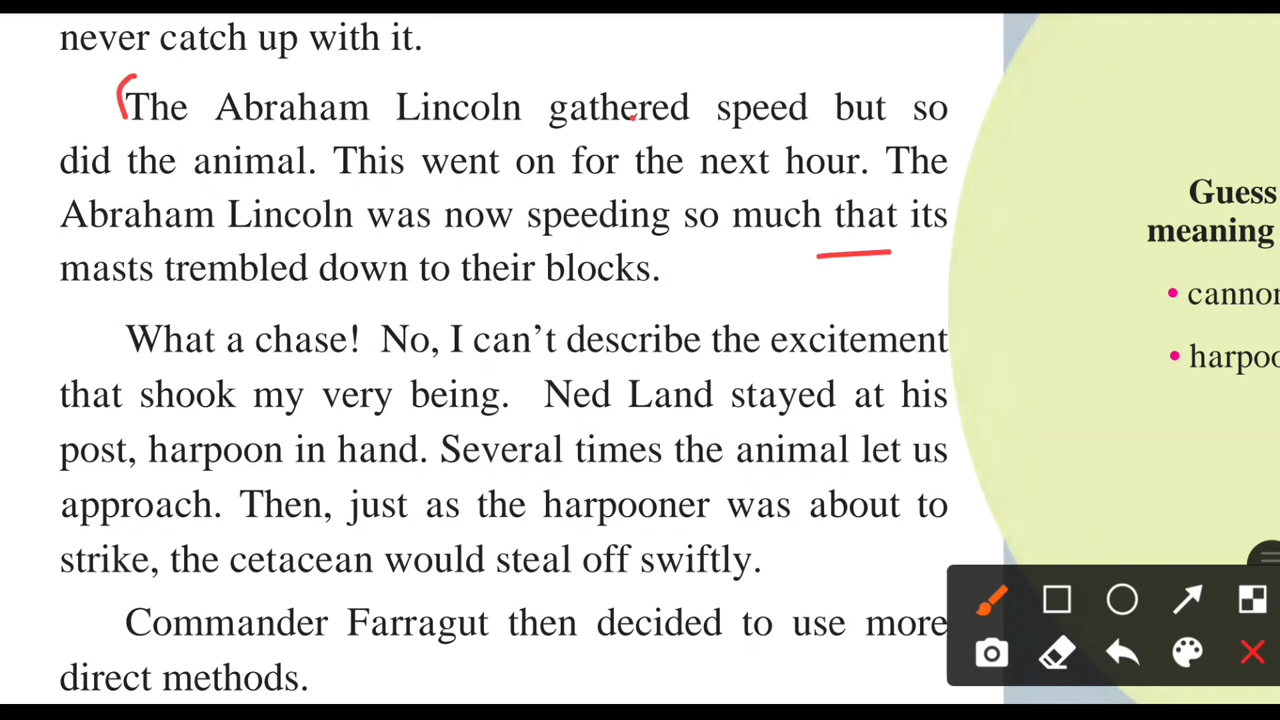 never catch up with it.
The Abraham Lincoln gathered speed but so
did the animal. This went on for the next hour. The
Abraham Lincoln was now speeding so much that its
masts trembled down to their blocks.
What a chase! No, I can't describe the excitement
that shook my very being. Ned Land stayed at his
post, harpoon in hand. Several times the animal let us
approach. Then, just as the harpooner was about to
strike, the cetacean would steal off swiftly.
Commander Farragut then decided to use more
direct methods.
Guess
meaning